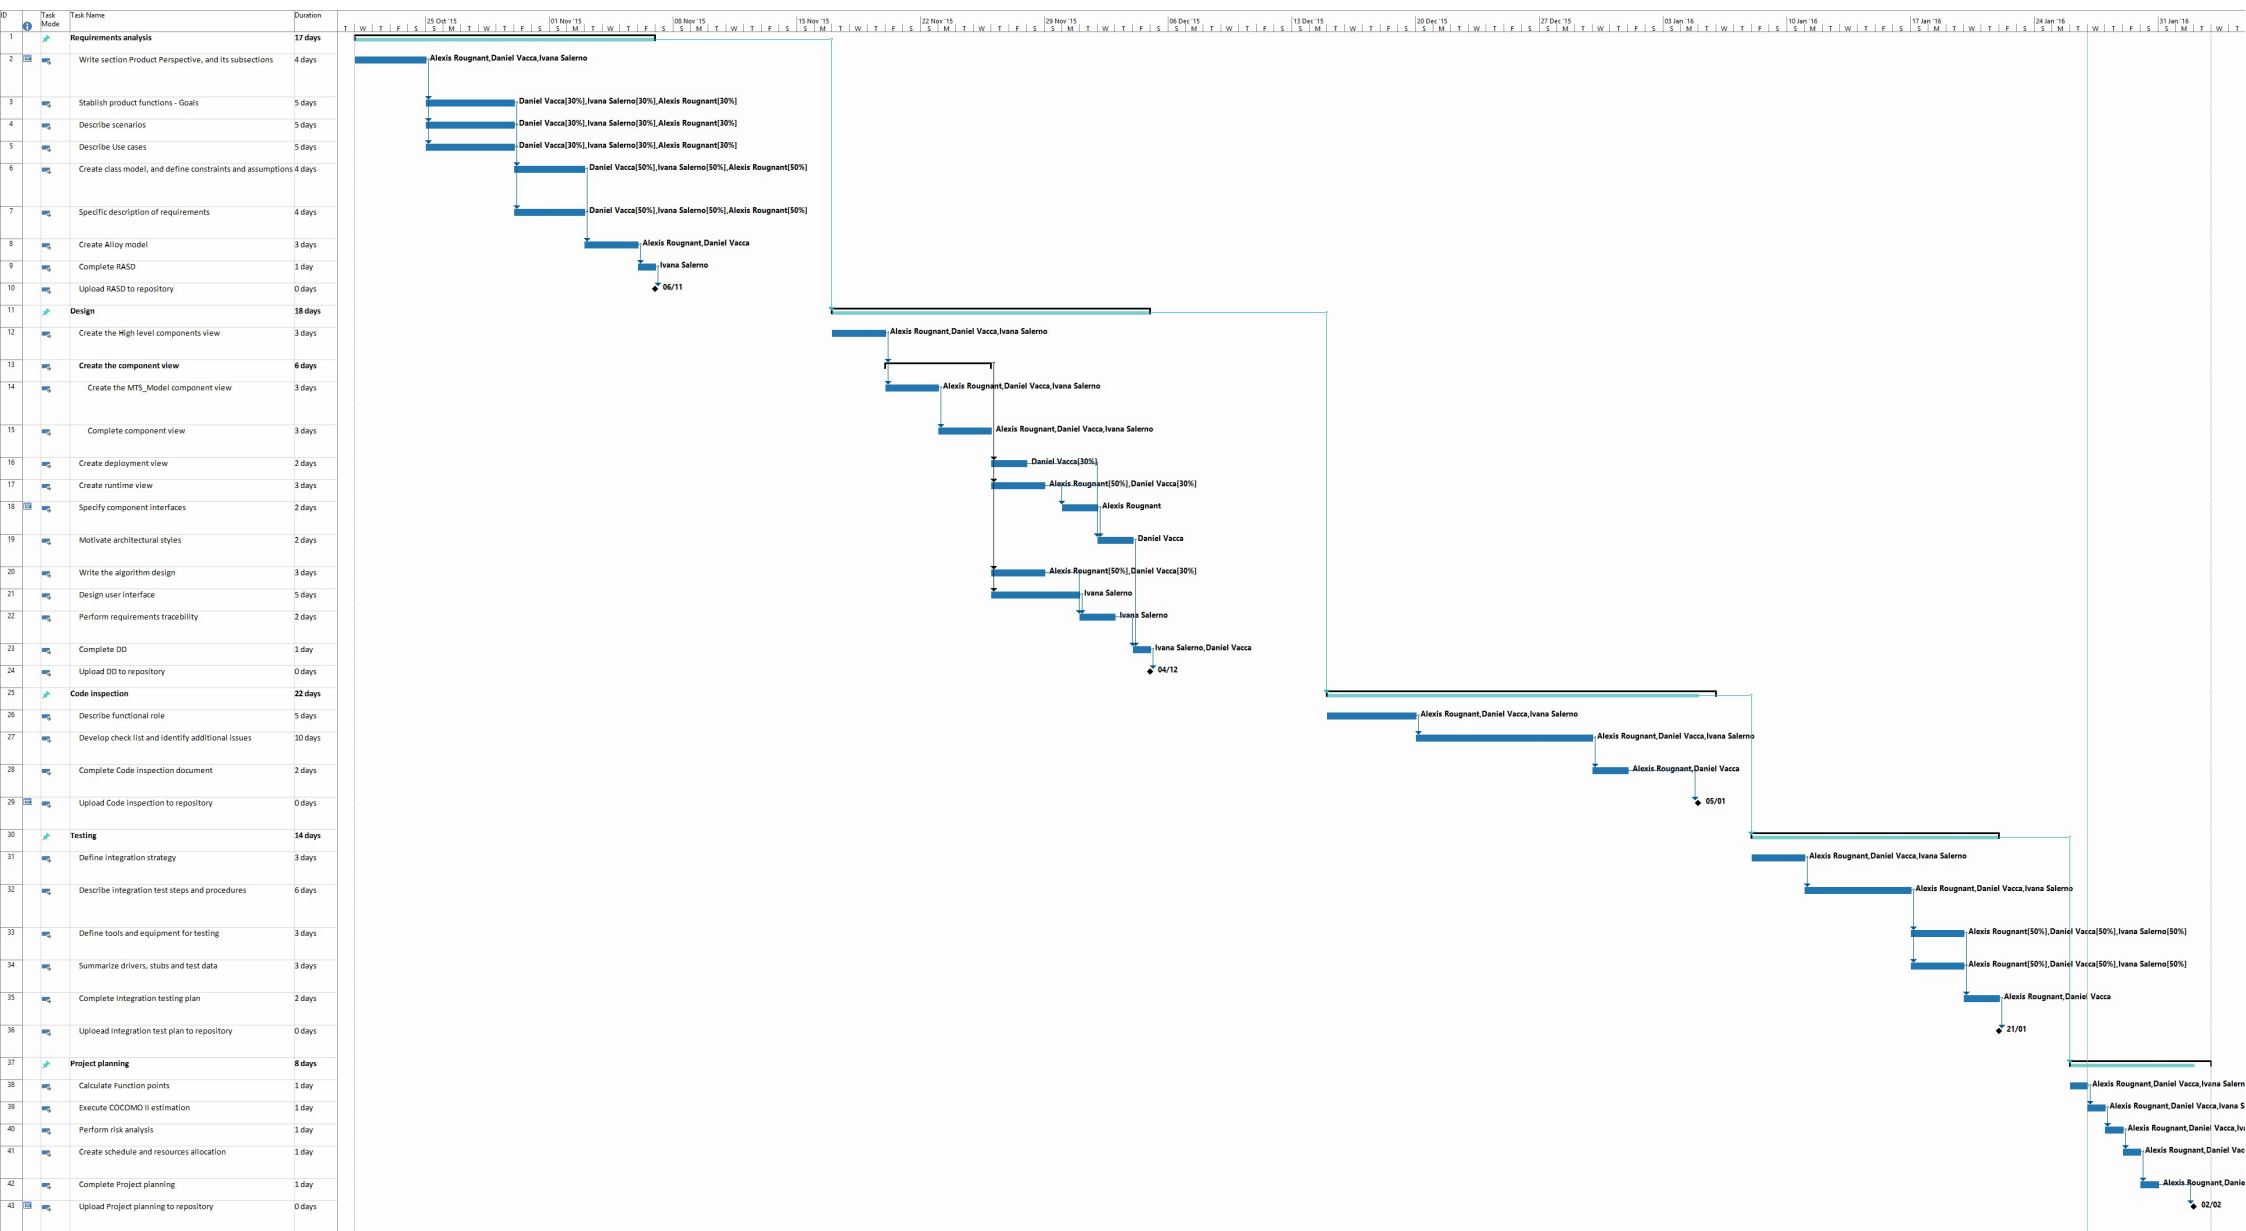 ID Task Mode Task Name Duration
25 Oct '15 01 Nov '15 08 Nov '15 15 Nov '15 22 Nov '15 29 Nov '15 06 Dec '15 13 Dec '15 20 Dec '15 27 Dec '15 03 Jan '16 10 Jan '16 17 Jan '16 24 Jan '16 31 Jan '16
1 Requirements analysis 17 days
2 Write section Product Perspective, and its subsections 4 days Alexis Rougnant,Daniel Vacca,Ivana Salerno
3 Stablish product functions - Goals 5 days Daniel Vacca[30%],Ivana Salerno[30%],Alexis Rougnant[30%]
4 Describe scenarios 5 days Daniel Vacca[30%],Ivana Salerno[30%],Alexis Rougnant[30%]
5 Describe Use cases 5 days Daniel Vacca[30%],Ivana Salerno[30%],Alexis Rougnant[30%]
6 Create class model, and define constraints and assumptions 4 days Daniel Vacca[50%],Ivana Salerno[50%],Alexis Rougnant[50%]
7 Specific description of requirements 4 days Daniel Vacca[50%],Ivana Salerno[50%],Alexis Rougnant[50%]
8 Create Alloy model 3 days Alexis Rougnant,Daniel Vacca
9 Complete RASD 1 day Ivana Salerno
10 Upload RASD to repository 0 days 06/11
11 Design 18 days
12 Create the High level components view 3 days Alexis Rougnant,Daniel Vacca,Ivana Salerno
13 Create the component view 6 days
14 Create the MTS_Model component view 3 days Alexis Rougnant,Daniel Vacca,Ivana Salerno
15 Complete component view 3 days Alexis Rougnant,Daniel Vacca,Ivana Salerno
16 Create deployment view 2 days Daniel Vacca[30%]
17 Create runtime view 3 days Alexis Rougnant[50%],Daniel Vacca[30%]
18 Specify component interfaces 2 days Alexis Rougnant
19 Motivate architectural styles 2 days Daniel Vacca
20 Write the algorithm design 3 days Alexis Rougnant[50%],Daniel Vacca[30%]
21 Design user interface 5 days Ivana Salerno
22 Perform requirements tracebility 2 days Ivana Salerno
23 Complete DD 1 day Ivana Salerno,Daniel Vacca
24 Upload DD to repository 0 days 04/12
25 Code inspection 22 days
26 Describe functional role 5 days Alexis Rougnant,Daniel Vacca,Ivana Salerno
27 Develop check list and identify additional issues 10 days Alexis Rougnant,Daniel Vacca,Ivana Salerno
28 Complete Code inspection document 2 days Alexis Rougnant,Daniel Vacca
29 Upload Code inspection to repository 0 days 05/01
30 Testing 14 days
31 Define integration strategy 3 days Alexis Rougnant,Daniel Vacca,Ivana Salerno
32 Describe integration test steps and procedures 6 days Alexis Rougnant,Daniel Vacca,Ivana Salerno
33 Define tools and equipment for testing 3 days Alexis Rougnant[50%],Daniel Vacca[50%],Ivana Salerno[50%]
34 Summarize drivers, stubs and test data 3 days Alexis Rougnant[50%],Daniel Vacca[50%],Ivana Salerno[50%]
35 Complete Integration testing plan 2 days Alexis Rougnant,Daniel Vacca
36 Uploead Integration test plan to repository 0 days 21/01
37 Project planning 8 days
38 Calculate Function points 1 day Alexis Rougnant,Daniel Vacca,Ivana Salern
39 Execute COCOMO II estimation 1 day Alexis Rougnant,Daniel Vacca,Ivana S
40 Perform risk analysis 1 day Alexis Rougnant,Daniel Vacca,Iv
41 Create schedule and resources allocation 1 day Alexis Rougnant,Daniel Vac
42 Complete Project planning 1 day Alexis Rougnant,Danie
43 Upload Project planning to repository 0 days 02/02